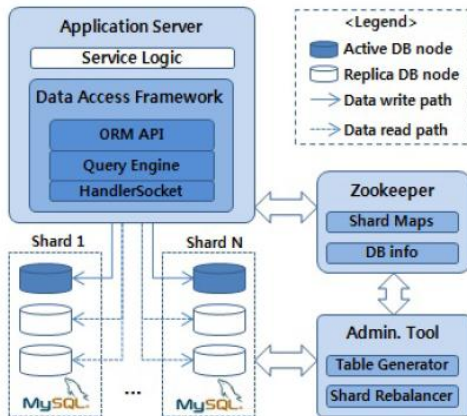 Application Server
Service Logic
Data Access Framework
ORM API
Query Engine
HandlerSocket
<Legend>
Active DB node
Replica DB node
Data write path
Data read path
Zookeeper
Shard Maps
DB info
Shard 1
Shard N
MySQL®
...
MySQL®
Admin. Tool
Table Generator
Shard Rebalancer